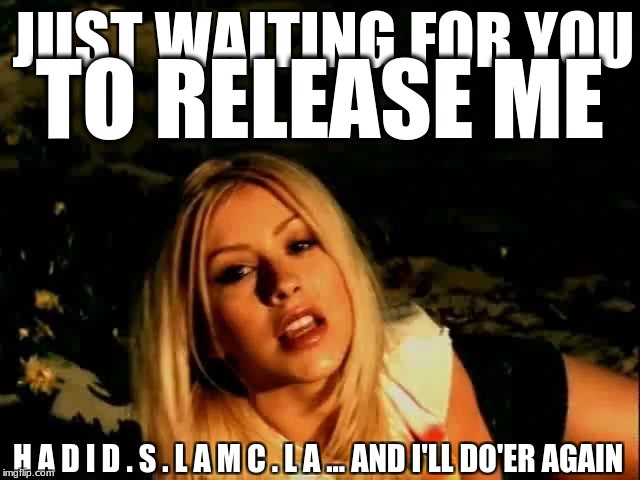 JUST WAITING FOR YOU
TO RELEASE ME
H A D I D . S . L A M C . L A ... AND I'LL DO'ER AGAIN
imgflip.com